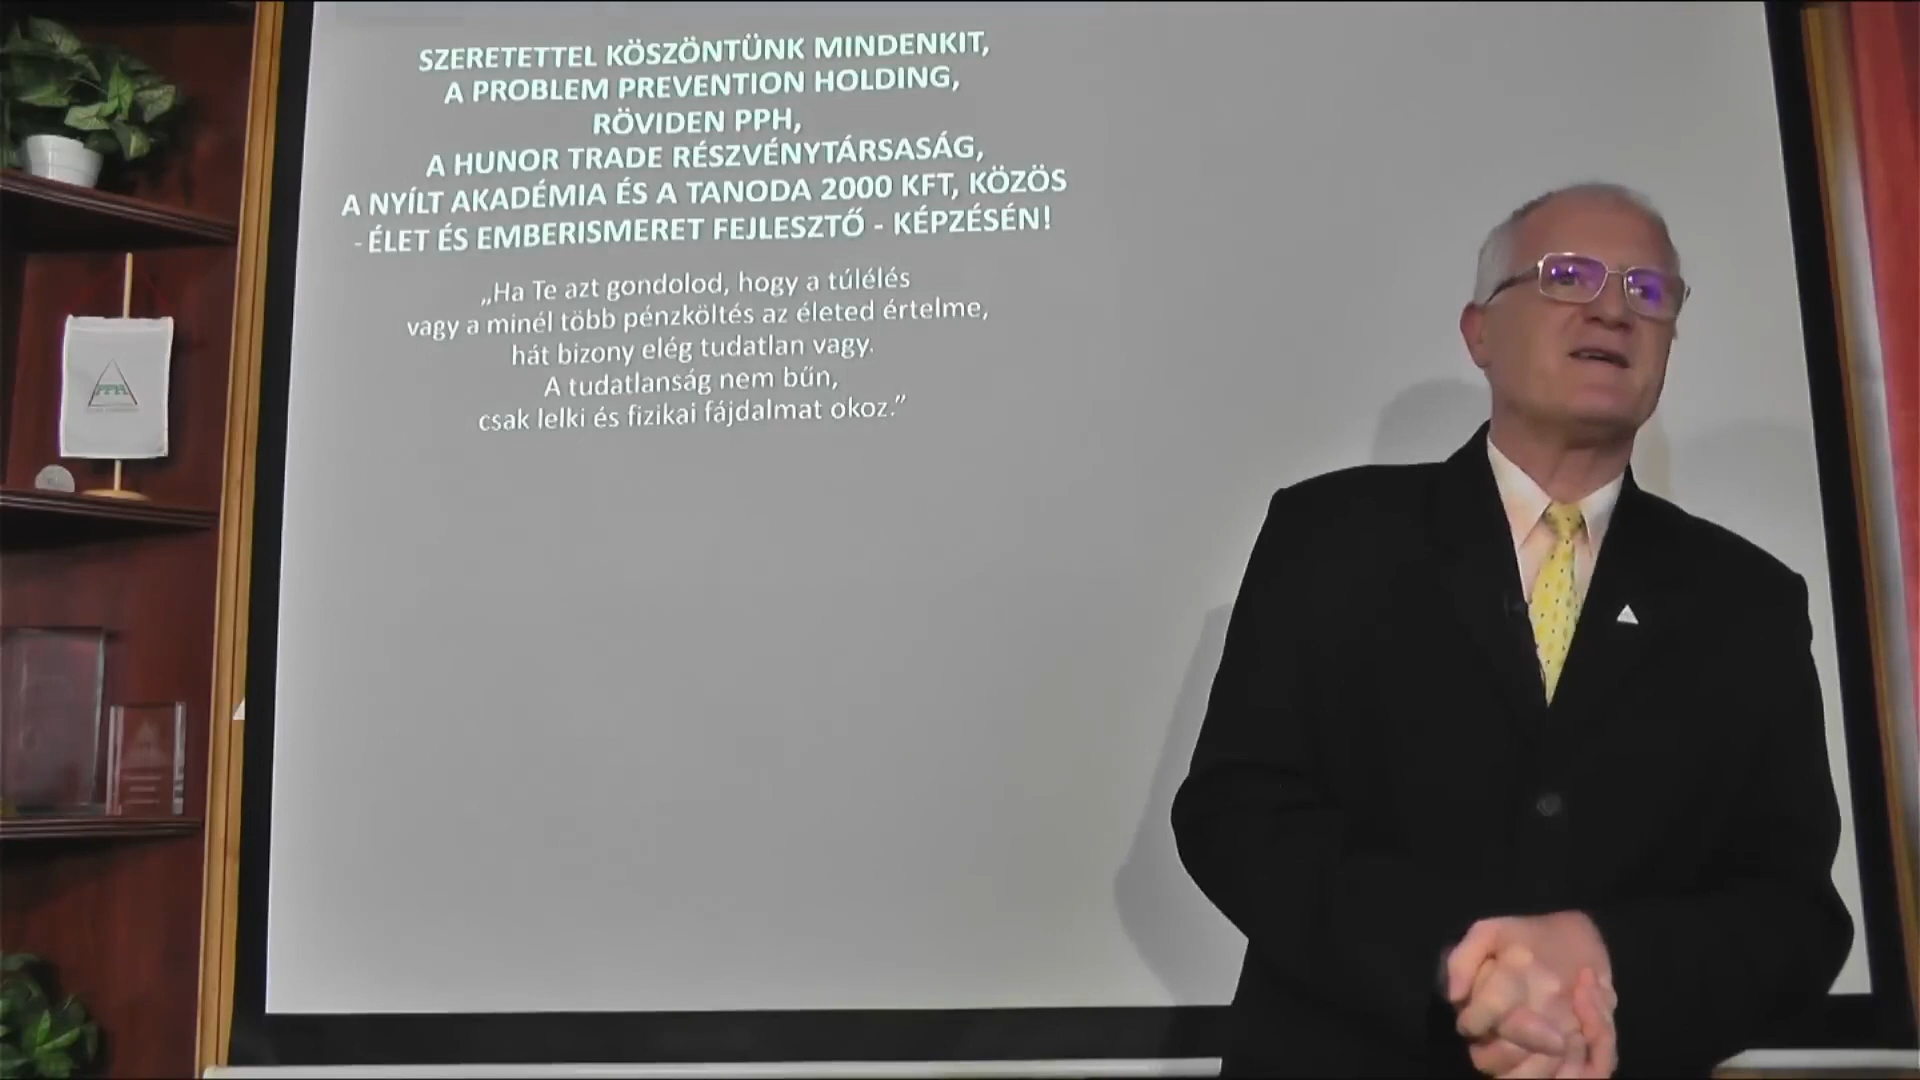 SZERETETTEL KÖSZÖNTÜNK MINDENKIT,
A PROBLEM PREVENTION HOLDING,
RÖVIDEN PPH,
A HUNOR TRADE RÉSZVÉNYTÁRSASÁG,
A NYÍLT AKADÉMIA ÉS A TANODA 2000 KFT, KÖZÖS
- ÉLET ÉS EMBERISMERET FEJLESZTŐ - KÉPZÉSÉN!
„Ha Te azt gondolod, hogy a túlélés
vagy a minél több pénzköltés az életed értelme,
hát bizony elég tudatlan vagy.
A tudatlanság nem bűn,
csak lelki és fizikai fájdalmat okoz.”
PPH